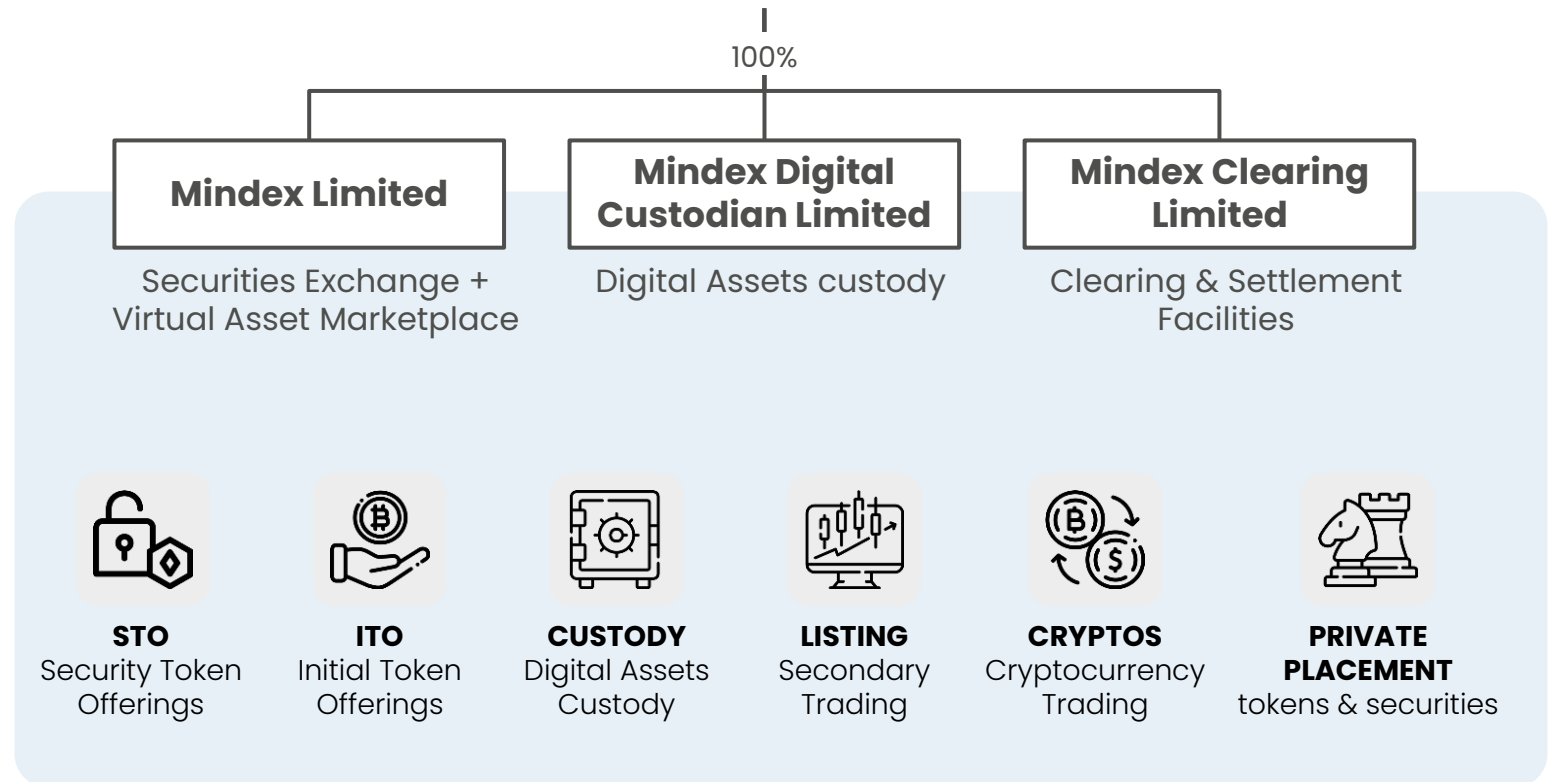 100%
Mindex Limited
Mindex Digital
Custodian Limited
Mindex Clearing
Limited
Securities Exchange +
Virtual Asset Marketplace
Digital Assets custody
Clearing & Settlement
Facilities
STO
Security Token
Offerings
ITO
Initial Token
Offerings
CUSTODY
Digital Assets
Custody
LISTING
Secondary
Trading
CRYPTOS
Cryptocurrency
Trading
PRIVATE
PLACEMENT
tokens & securities